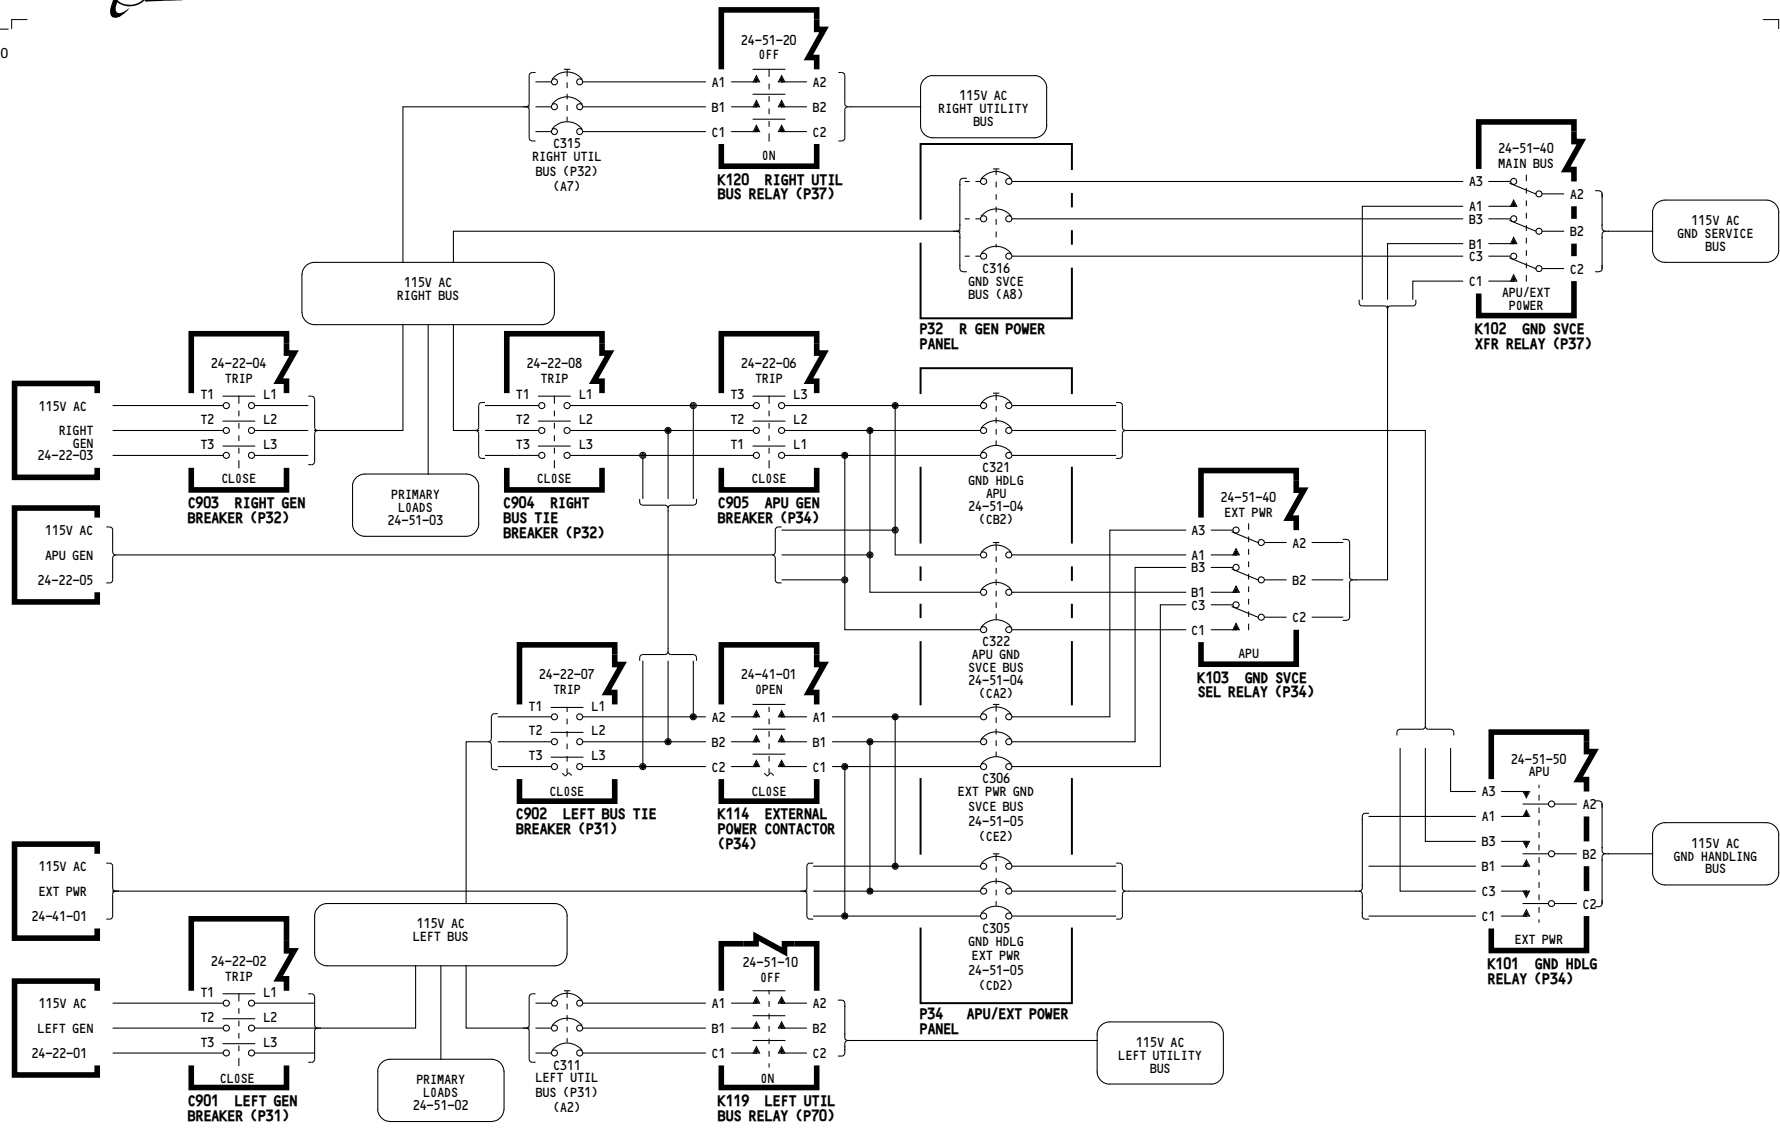 0
24-51-20
OFF
A1 A2
B1 B2
C1 C2
ON
K120 RIGHT UTIL
BUS RELAY (P37)
C315
RIGHT UTIL
BUS (P32)
(A7)
115V AC
RIGHT UTILITY
BUS
C316
GND SVCE
BUS (A8)
P32 R GEN POWER
PANEL
24-51-40
MAIN BUS
A3
A2
A1
B3
B2
B1
C3
C2
C1
APU/EXT
POWER
K102 GND SVCE
XFR RELAY (P37)
115V AC
GND SERVICE
BUS
115V AC
RIGHT BUS
115V AC
RIGHT
GEN
24-22-03
24-22-04
TRIP
T1 L1
T2 L2
T3 L3
CLOSE
C903 RIGHT GEN
BREAKER (P32)
PRIMARY
LOADS
24-51-03
24-22-08
TRIP
T1 L1
T2 L2
T3 L3
CLOSE
C904 RIGHT
BUS TIE
BREAKER (P32)
24-22-06
TRIP
T3 L3
T2 L2
T1 L1
CLOSE
C905 APU GEN
BREAKER (P34)
C321
GND HDLG
APU
24-51-04
(CB2)
115V AC
APU GEN
24-22-05
C322
APU GND
SVCE BUS
24-51-04
(CA2)
24-51-40
EXT PWR
A3
A2
A1
B3
B2
B1
C3
C2
C1
APU
K103 GND SVCE
SEL RELAY (P34)
24-22-07
TRIP
T1 L1
T2 L2
T3 L3
CLOSE
C902 LEFT BUS TIE
BREAKER (P31)
24-41-01
OPEN
A2 A1
B2 B1
C2 C1
CLOSE
K114 EXTERNAL
POWER CONTACTOR
(P34)
C306
EXT PWR GND
SVCE BUS
24-51-05
(CE2)
24-51-50
APU
A3
A2
A1
B3
B2
B1
C3
C2
C1
EXT PWR
K101 GND HDLG
RELAY (P34)
115V AC
GND HANDLING
BUS
115V AC
EXT PWR
24-41-01
C305
GND HDLG
EXT PWR
24-51-05
(CD2)
P34 APU/EXT POWER
PANEL
115V AC
LEFT BUS
115V AC
LEFT GEN
24-22-01
24-22-02
TRIP
T1 L1
T2 L2
T3 L3
CLOSE
C901 LEFT GEN
BREAKER (P31)
PRIMARY
LOADS
24-51-02
C311
LEFT UTIL
BUS (P31)
(A2)
24-51-10
OFF
A1 A2
B1 B2
C1 C2
ON
K119 LEFT UTIL
BUS RELAY (P70)
115V AC
LEFT UTILITY
BUS